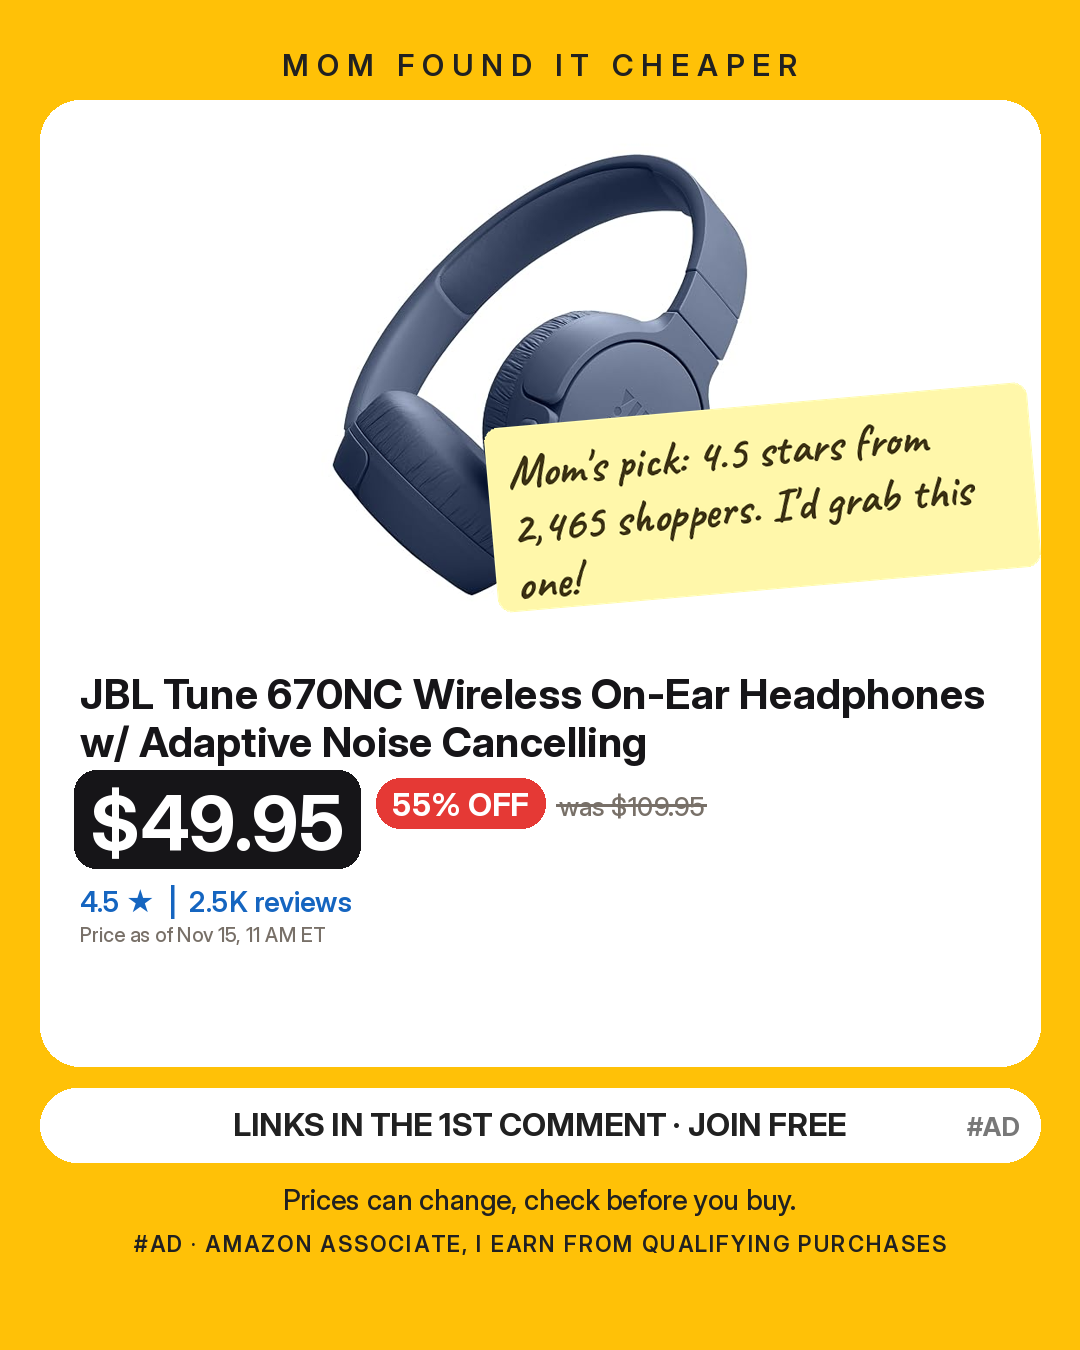 MOM FOUND IT CHEAPER
Mom's pick: 4.5 stars from
2,465 shoppers. I'd grab this
one!
JBL Tune 670NC Wireless On-Ear Headphones
w/ Adaptive Noise Cancelling
$49.95 55% OFF was $109.95
4.5 ★ | 2.5K reviews
Price as of Nov 15, 11 AM ET
LINKS IN THE 1ST COMMENT · JOIN FREE #AD
Prices can change, check before you buy.
#AD · AMAZON ASSOCIATE, I EARN FROM QUALIFYING PURCHASES